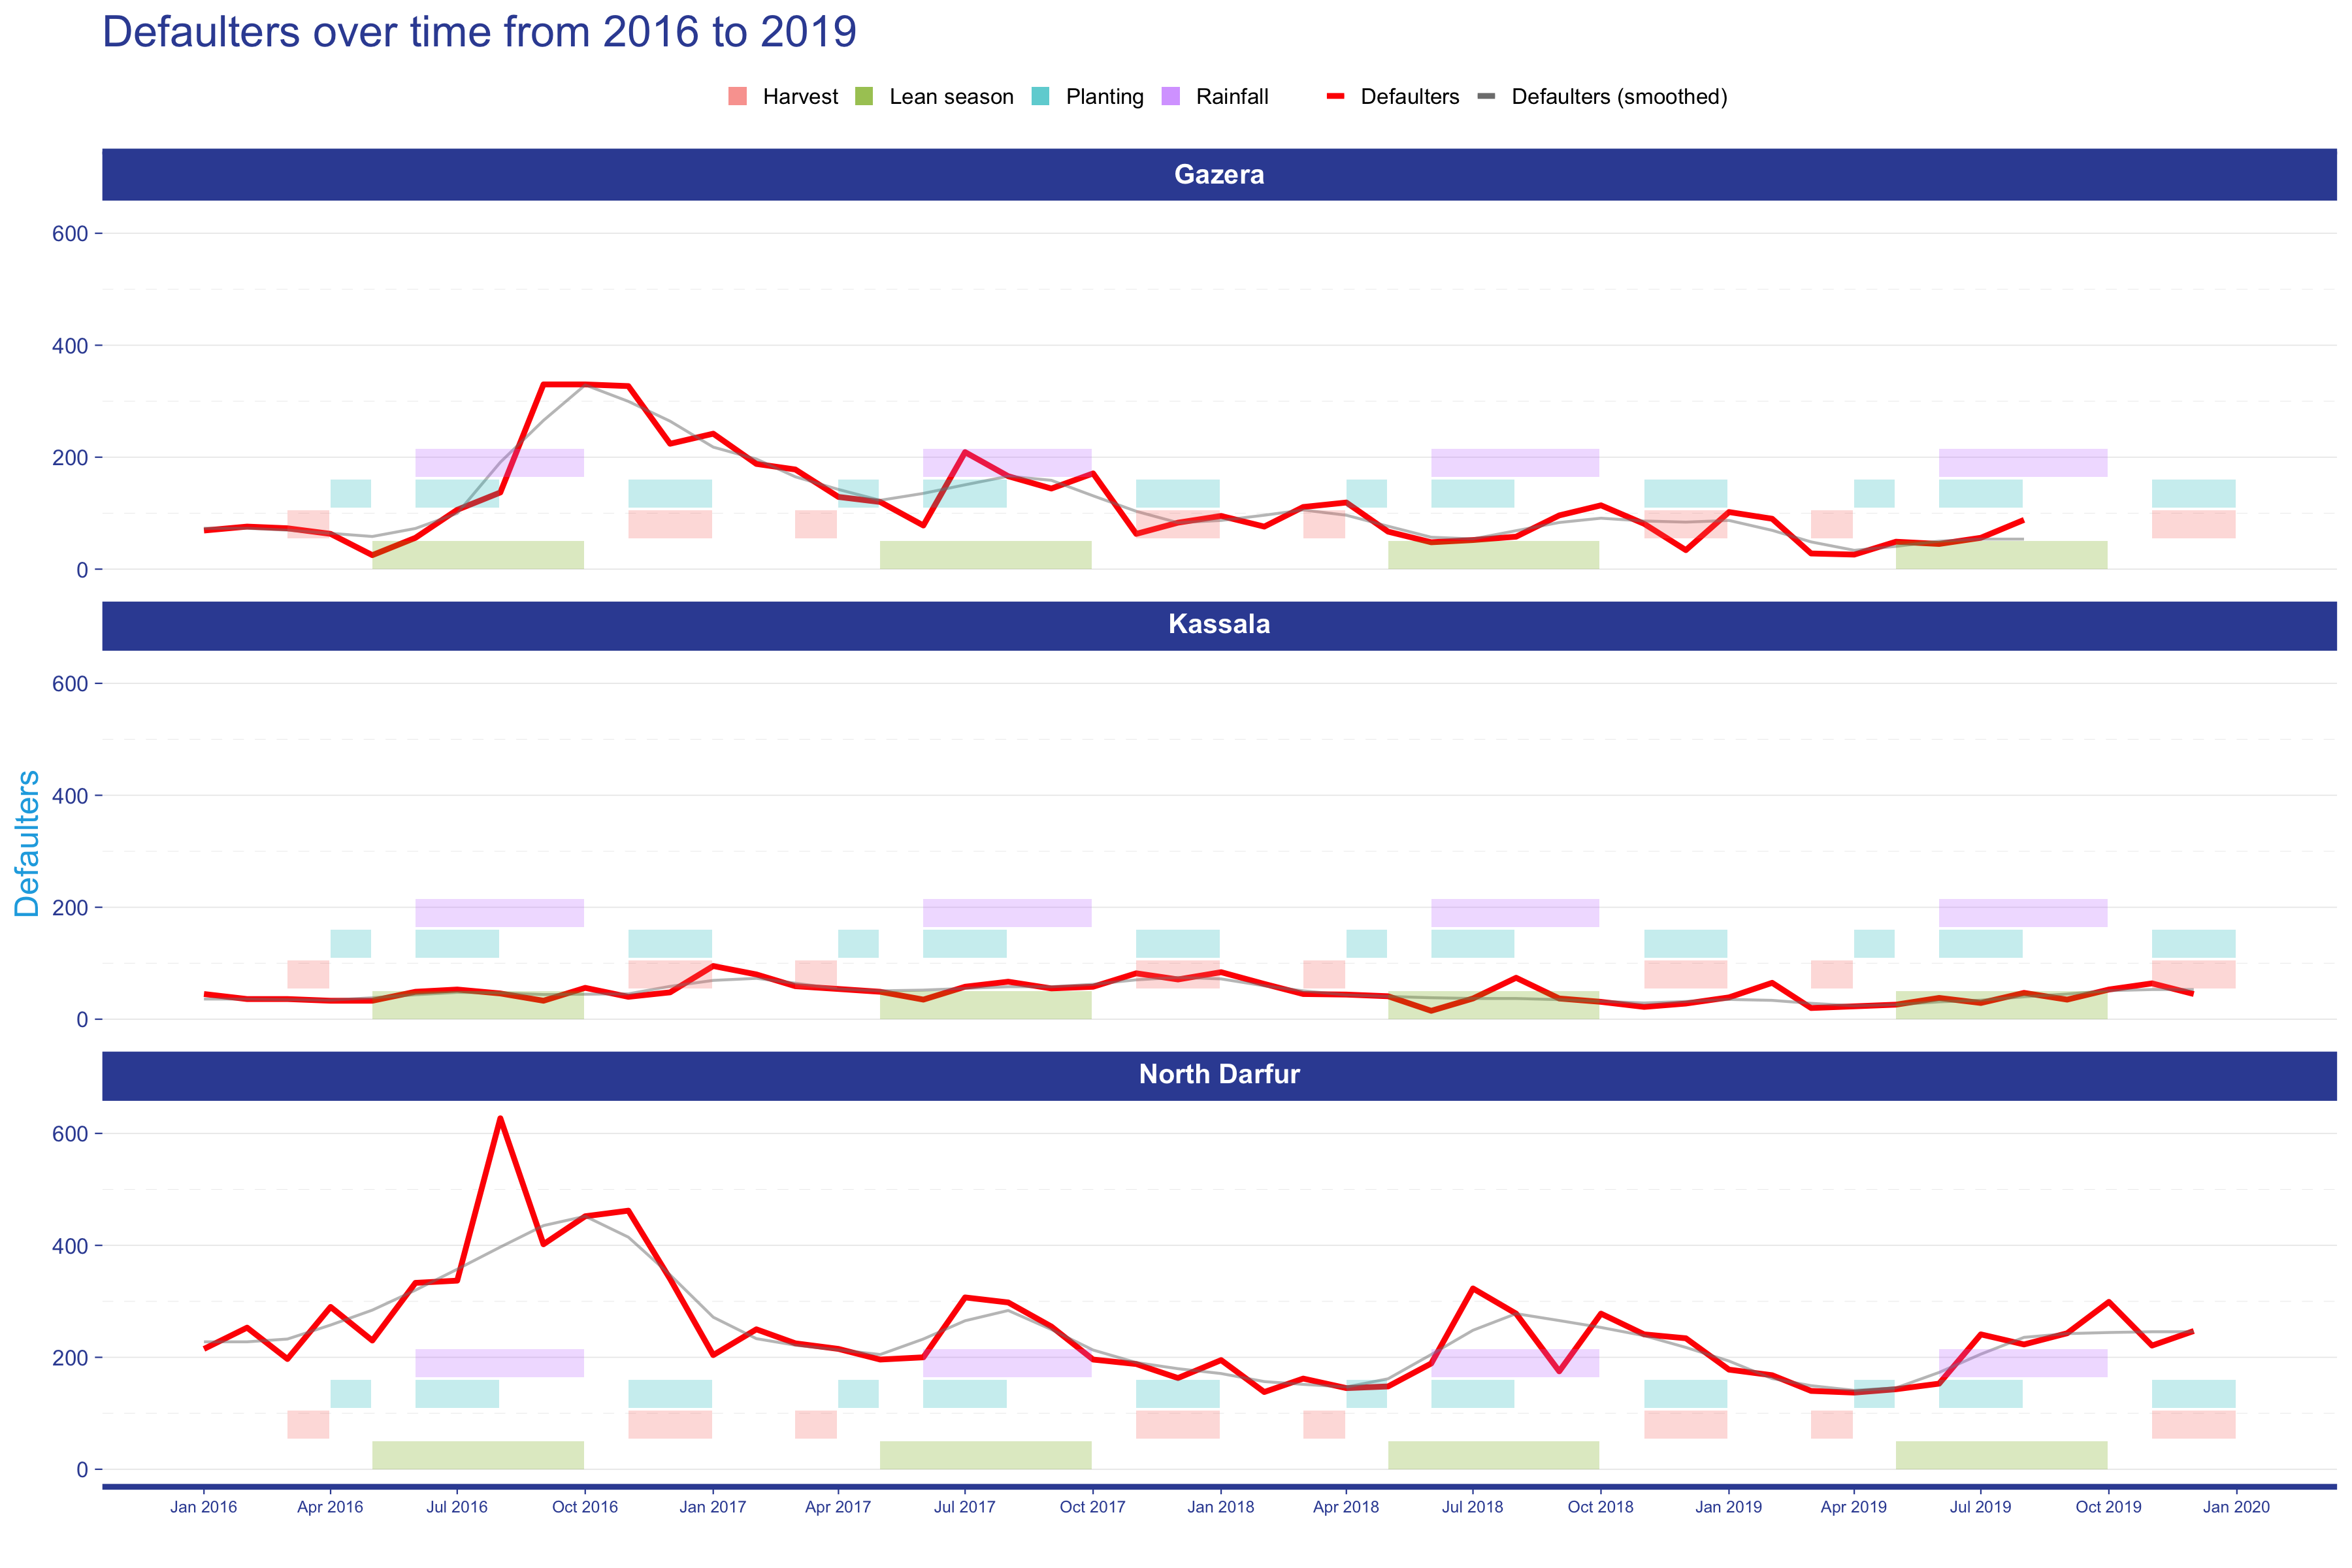 Defaulters over time from 2016 to 2019
Harvest Lean season Planting Rainfall Defaulters Defaulters (smoothed)
Gazera
600
400
200
0
Kassala
600
400
200
0
Defaulters
North Darfur
600
400
200
0
Jan 2016 Apr 2016 Jul 2016 Oct 2016 Jan 2017 Apr 2017 Jul 2017 Oct 2017 Jan 2018 Apr 2018 Jul 2018 Oct 2018 Jan 2019 Apr 2019 Jul 2019 Oct 2019 Jan 2020